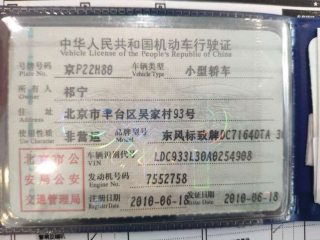 中华人民共和国机动车行驶证
Vehicle License of the People's Republic of China
号牌号码 京P22H80 车辆类型 小型轿车
Plate No. Vehicle Type
所有人 祁宁
Owner
住址 北京市丰台区吴家村93号
Address
使用性质 非营运 品牌型号 东风标致牌DC7164DTA
Use Character
北京市公
安局公安
交通管理局
车辆识别代号 LDC933L30A0254908
VIN
发动机号码 7552758
Engine No.
注册日期 2010-06-18 发证日期 2010-06-18
Register Date Issue Date